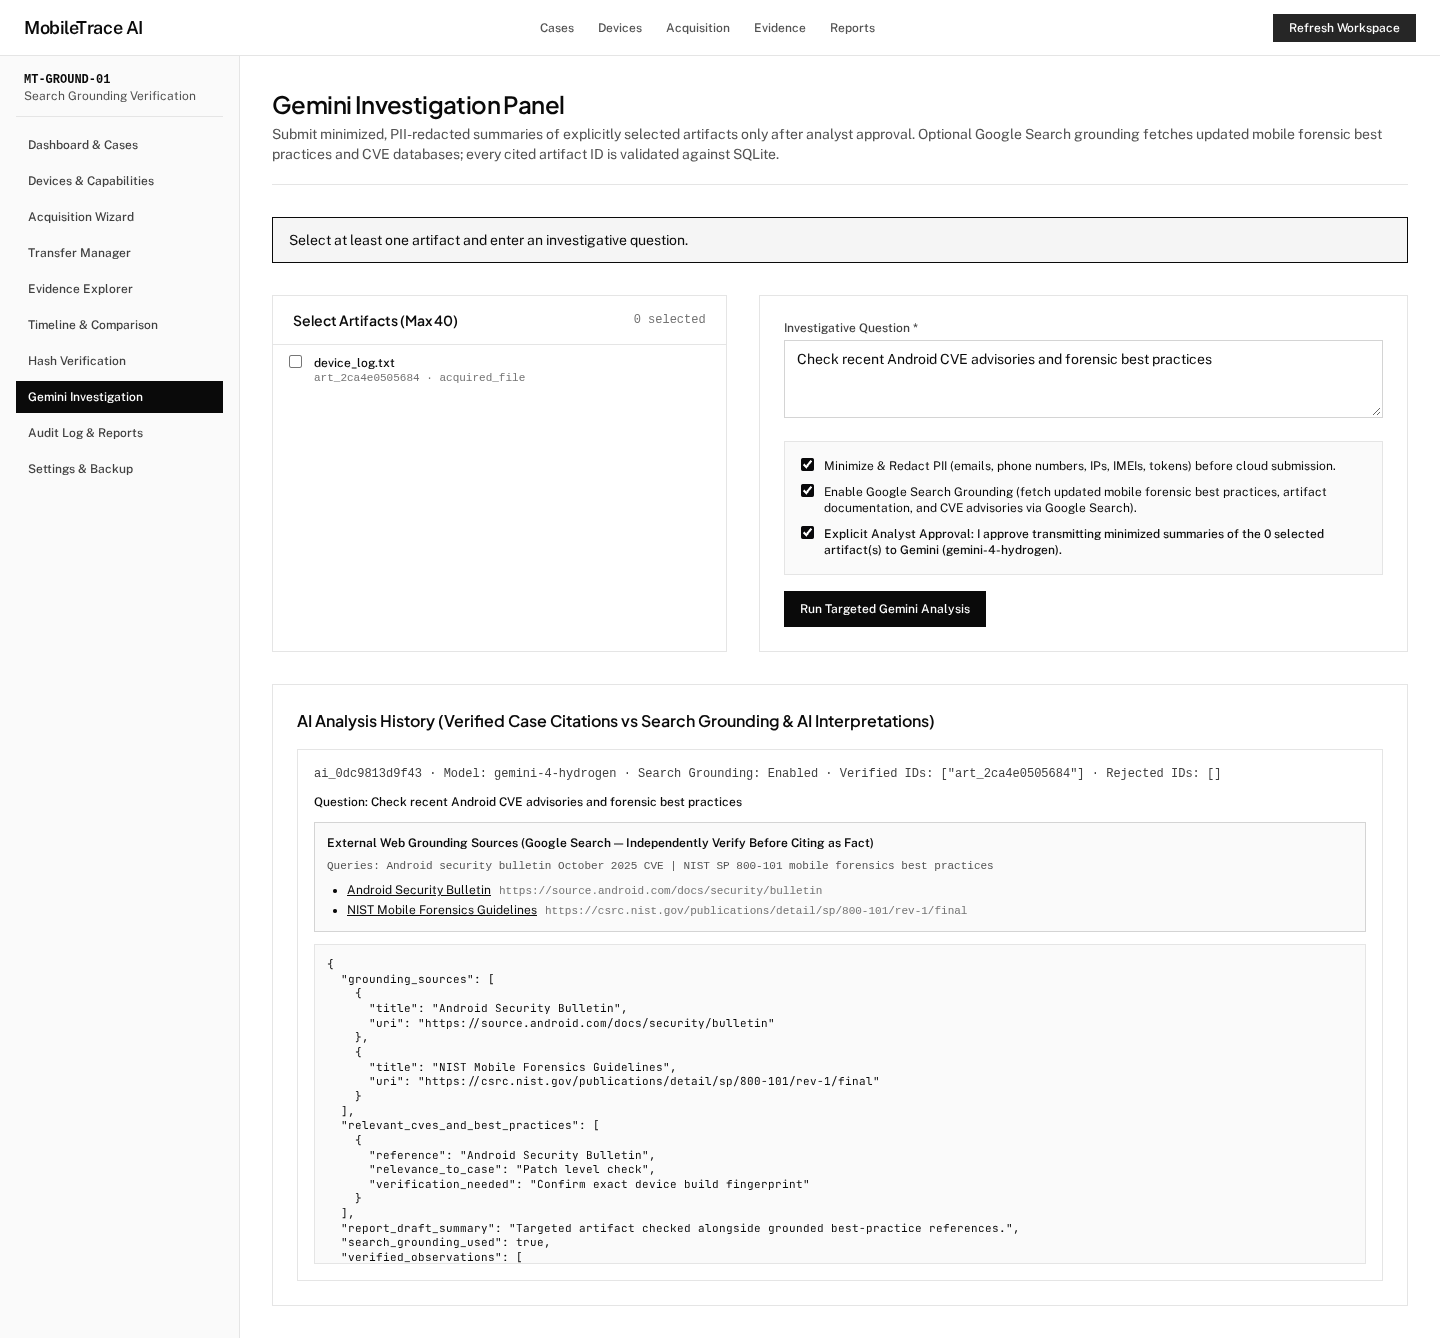 MobileTrace AI
Cases
Devices
Acquisition
Evidence
Reports
Refresh Workspace
MT-GROUND-01
Search Grounding Verification
Dashboard & Cases
Devices & Capabilities
Acquisition Wizard
Transfer Manager
Evidence Explorer
Timeline & Comparison
Hash Verification
Gemini Investigation
Audit Log & Reports
Settings & Backup
Gemini Investigation Panel
Submit minimized, PII-redacted summaries of explicitly selected artifacts only after analyst approval. Optional Google Search grounding fetches updated mobile forensic best
practices and CVE databases; every cited artifact ID is validated against SQLite.
Select at least one artifact and enter an investigative question.
Select Artifacts (Max 40)
0 selected
device_log.txt
art_2ca4e0505684 · acquired_file
Investigative Question *
Check recent Android CVE advisories and forensic best practices
Minimize & Redact PII (emails, phone numbers, IPs, IMEIs, tokens) before cloud submission.
Enable Google Search Grounding (fetch updated mobile forensic best practices, artifact
documentation, and CVE advisories via Google Search).
Explicit Analyst Approval: I approve transmitting minimized summaries of the 0 selected
artifact(s) to Gemini (gemini-4-hydrogen).
Run Targeted Gemini Analysis
AI Analysis History (Verified Case Citations vs Search Grounding & AI Interpretations)
ai_0dc9813d9f43 · Model: gemini-4-hydrogen · Search Grounding: Enabled · Verified IDs: ["art_2ca4e0505684"] · Rejected IDs: []
Question: Check recent Android CVE advisories and forensic best practices
External Web Grounding Sources (Google Search — Independently Verify Before Citing as Fact)
Queries: Android security bulletin October 2025 CVE | NIST SP 800-101 mobile forensics best practices
• Android Security Bulletin https://source.android.com/docs/security/bulletin
• NIST Mobile Forensics Guidelines https://csrc.nist.gov/publications/detail/sp/800-101/rev-1/final
{
  "grounding_sources": [
    {
      "title": "Android Security Bulletin",
      "uri": "https://source.android.com/docs/security/bulletin"
    },
    {
      "title": "NIST Mobile Forensics Guidelines",
      "uri": "https://csrc.nist.gov/publications/detail/sp/800-101/rev-1/final"
    }
  ],
  "relevant_cves_and_best_practices": [
    {
      "reference": "Android Security Bulletin",
      "relevance_to_case": "Patch level check",
      "verification_needed": "Confirm exact device build fingerprint"
    }
  ],
  "report_draft_summary": "Targeted artifact checked alongside grounded best-practice references.",
  "search_grounding_used": true,
  "verified_observations": [